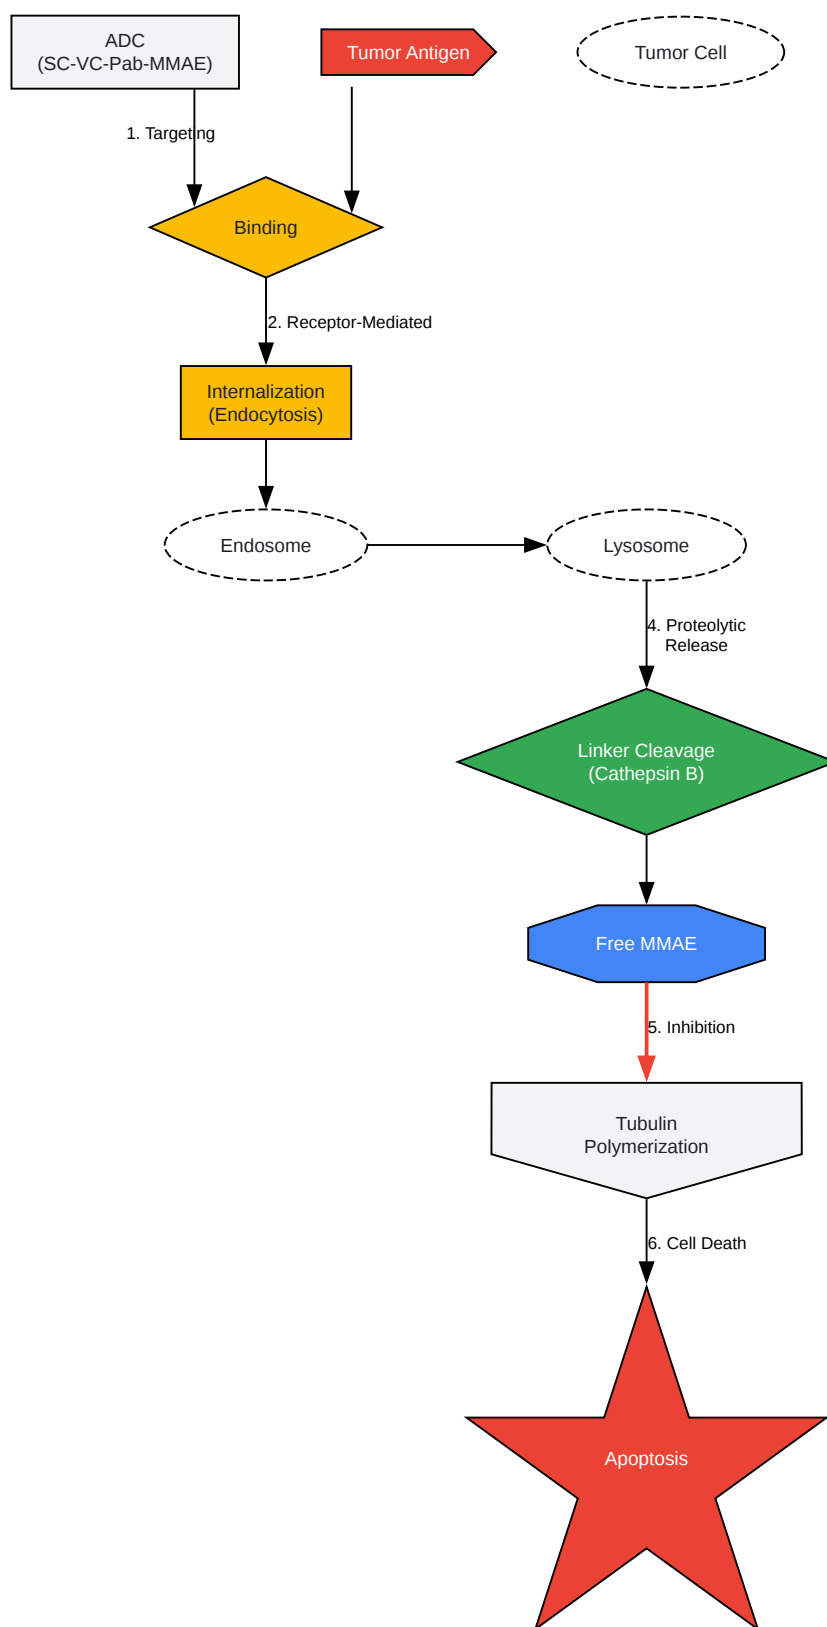 ADC
(SC-VC-Pab-MMAE)
Tumor Antigen
Tumor Cell
1. Targeting
Binding
2. Receptor-Mediated
Internalization
(Endocytosis)
Endosome
Lysosome
4. Proteolytic
Release
Linker Cleavage
(Cathepsin B)
Free MMAE
5. Inhibition
Tubulin
Polymerization
6. Cell Death
Apoptosis